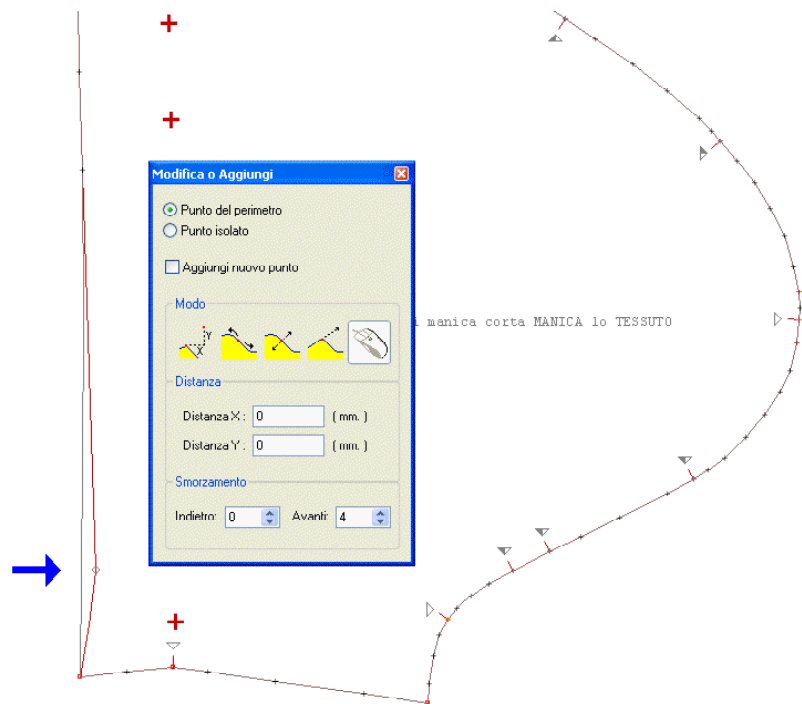 Modifica o Aggiungi
Punto del perimetro
Punto isolato
Aggiungi nuovo punto
Modo
Y
X
manica corta MANICA lo TESSUTO
Distanza
Distanza X : 0 ( mm. )
Distanza Y : 0 ( mm. )
Smorzamento
Indietro: 0 Avanti: 4